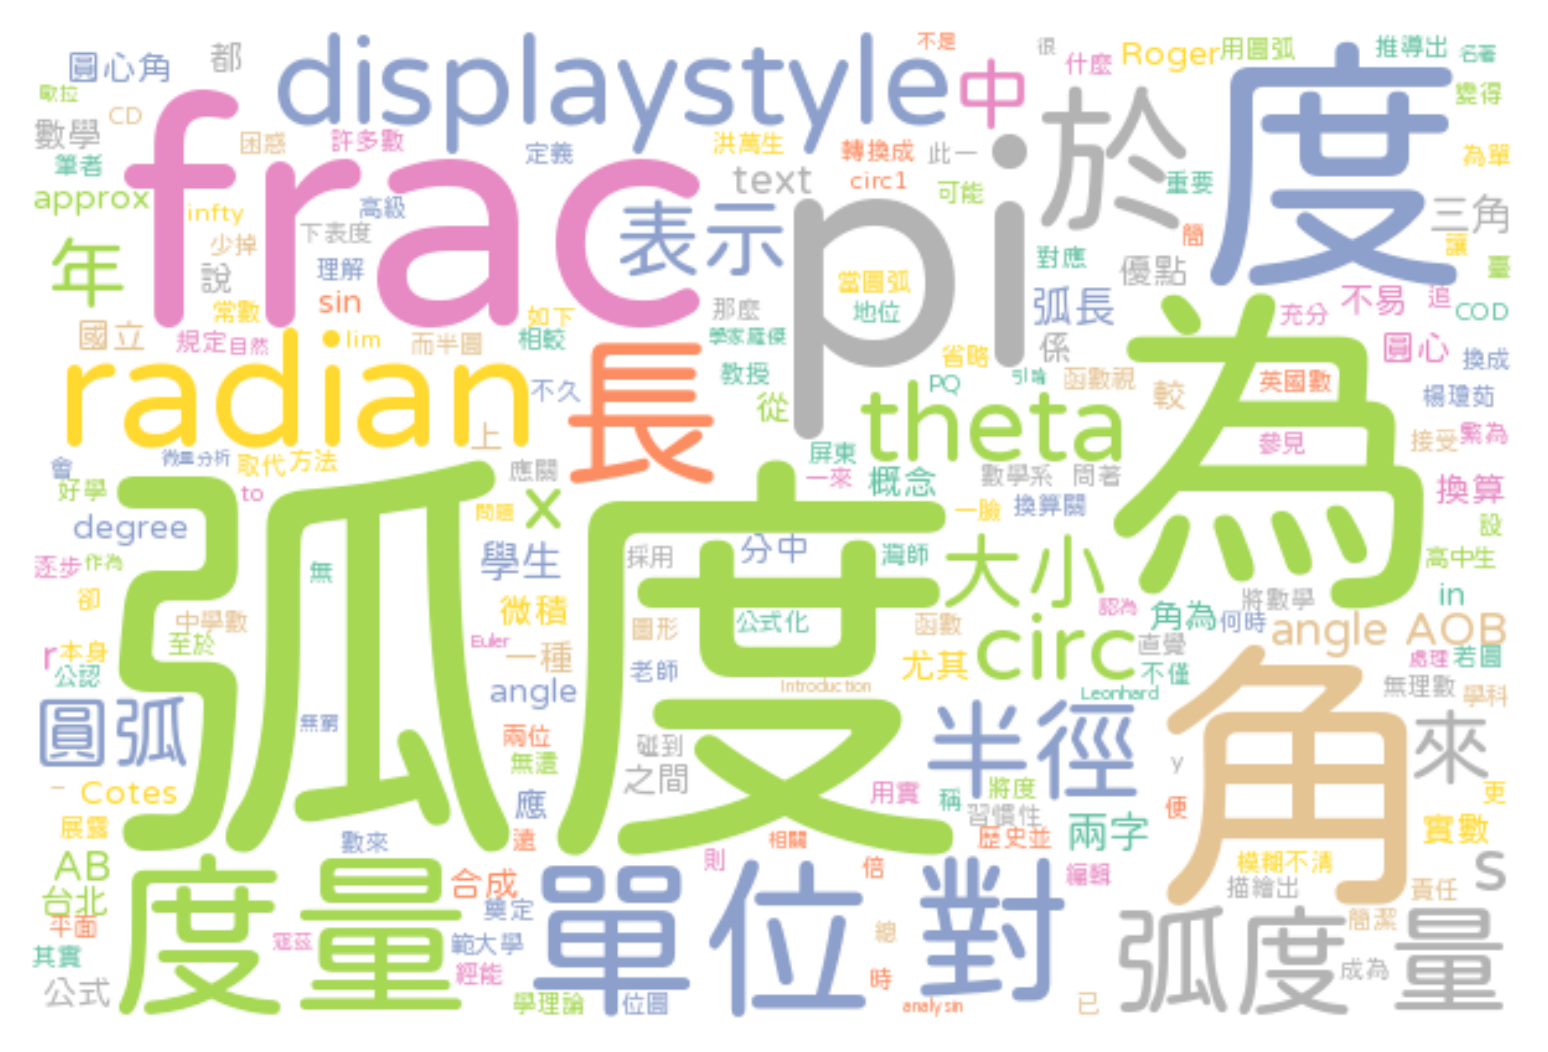 圓心角 都 displaystyle 不是 中 很 什麼 Roger 用圓弧 推導出 名著
歐拉 CD 數學 困惑 許多數 定義 洪萬生 轉換成 此一 於 度 變得
筆者 frac text circ1 pi 可能 重要 為單
approx infty 高級 表示 簡 三角
年 少掉 下表度 對應 優點 讓 臺
說 理解 當圓弧
常數 sin 如下 那麼 地位 弧長 充分 不易 追 COD
國立 規定 自然 lim 而半圓 相較 學家羅傑 省略 係 圓心 換成
radian 長 不久 教授 PQ 引論 函數視 較 英國數 為 楊瓊茹
上 從 theta 參見 接受 繁為
會 微量分析 取代 方法 應關 屏東 一來 概念 數學系 問著
好學 to 問題 x 一臉 換算關 換算
degree 弧度 設
逐步 作為 無 學生 採用 分中 海師 大小 高中生
卻 中學數 微積 公式化 函數 認為 角為 將數學 in
r 本身 至於 Euler 一種 圖形 circ 直覺 何時 angle AOB
公認 angle 老師 Introduction 尤其 不僅 處理 若圓
圓弧 無窮 Leonhard 角 無理數 學科
兩位 碰到 半徑 來
無遺 之間 y
一 Cotes 應 用實 稱 將度 便 更
展露 數來 遠 相關 習慣性 歷史並 兩字 實數
AB 合成 則 倍 編輯 模糊不清 s
台北 度量 單位 對 描繪出 責任
平面 奠定 總 簡潔
其實 寇茲 範大學 弧度量
公式 經能 時 成為
學理論 位圓 analysin 已